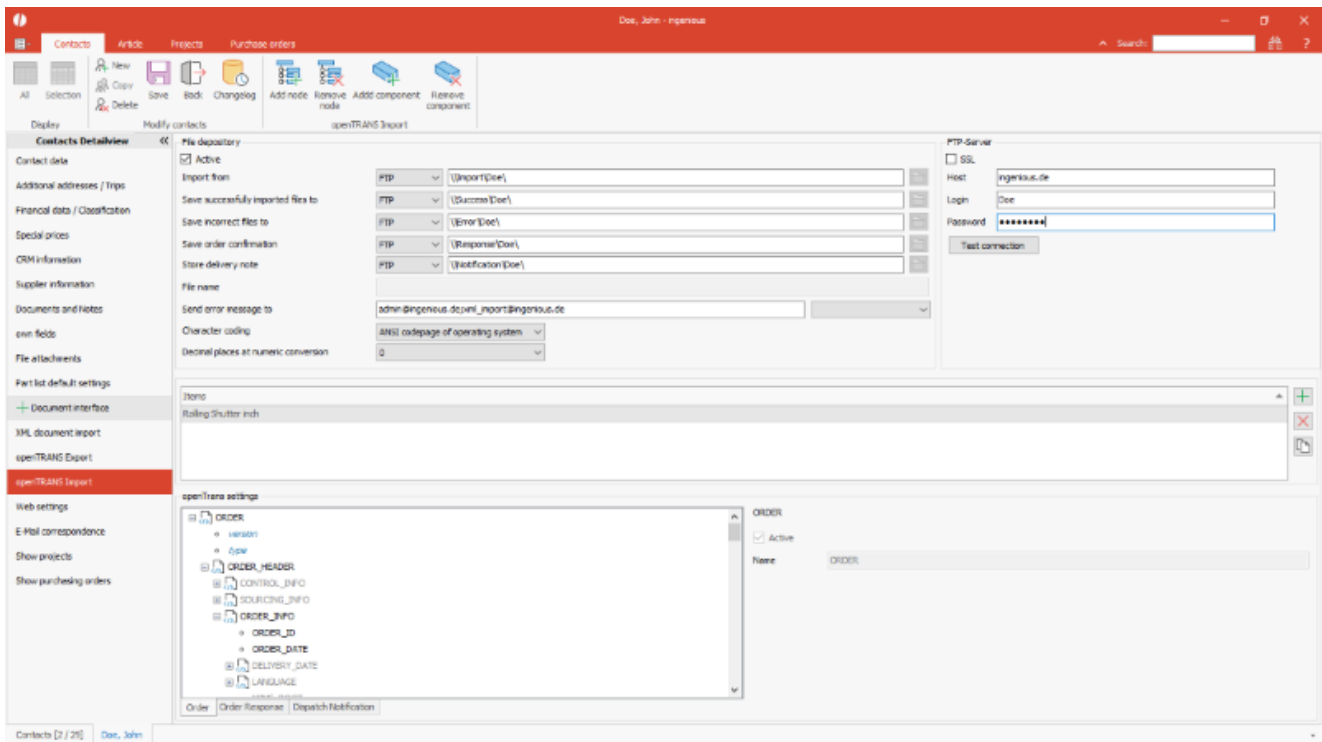 Doe, John - ingenious
Contacts Article Projects Purchase orders Search: ?
All Selection New Copy Delete Save Back Changelog Add node Remove node Addd component Remove component
Display Modify contacts openTRANS Import
Contacts Detailview
Contact data
Additional addresses / Trips
Financial data / Classification
Special prices
CRM information
Supplier information
Documents and Notes
own fields
File attachments
Part list default settings
Document interface
XML document import
openTRANS Export
openTRANS Import
Web settings
E-Mail correspondence
Show projects
Show purchasing orders
File depository
Active
Import from FTP \\Import\Doe\
Save successfully imported files to FTP \\Success\Doe\
Save incorrect files to FTP \\Error\Doe\
Save order confirmation FTP \\Response\Doe\
Store delivery note FTP \\Notification\Doe\
File name
Send error message to admin@ingenious.de;xml_import@ingenious.de
Character coding ANSI codepage of operating system
Decimal places at numeric conversion 0
FTP-Server
SSL
Host ingenious.de
Login Doe
Password ••••••••
Test connection
Items
Rolling Shutter inch
openTrans settings
ORDER
version
type
ORDER_HEADER
CONTROL_INFO
SOURCING_INFO
ORDER_INFO
ORDER_ID
ORDER_DATE
DELIVERY_DATE
LANGUAGE
Order Order Response Dispatch Notification
ORDER
Active
Name ORDER
Contacts [2 / 25] Doe, John